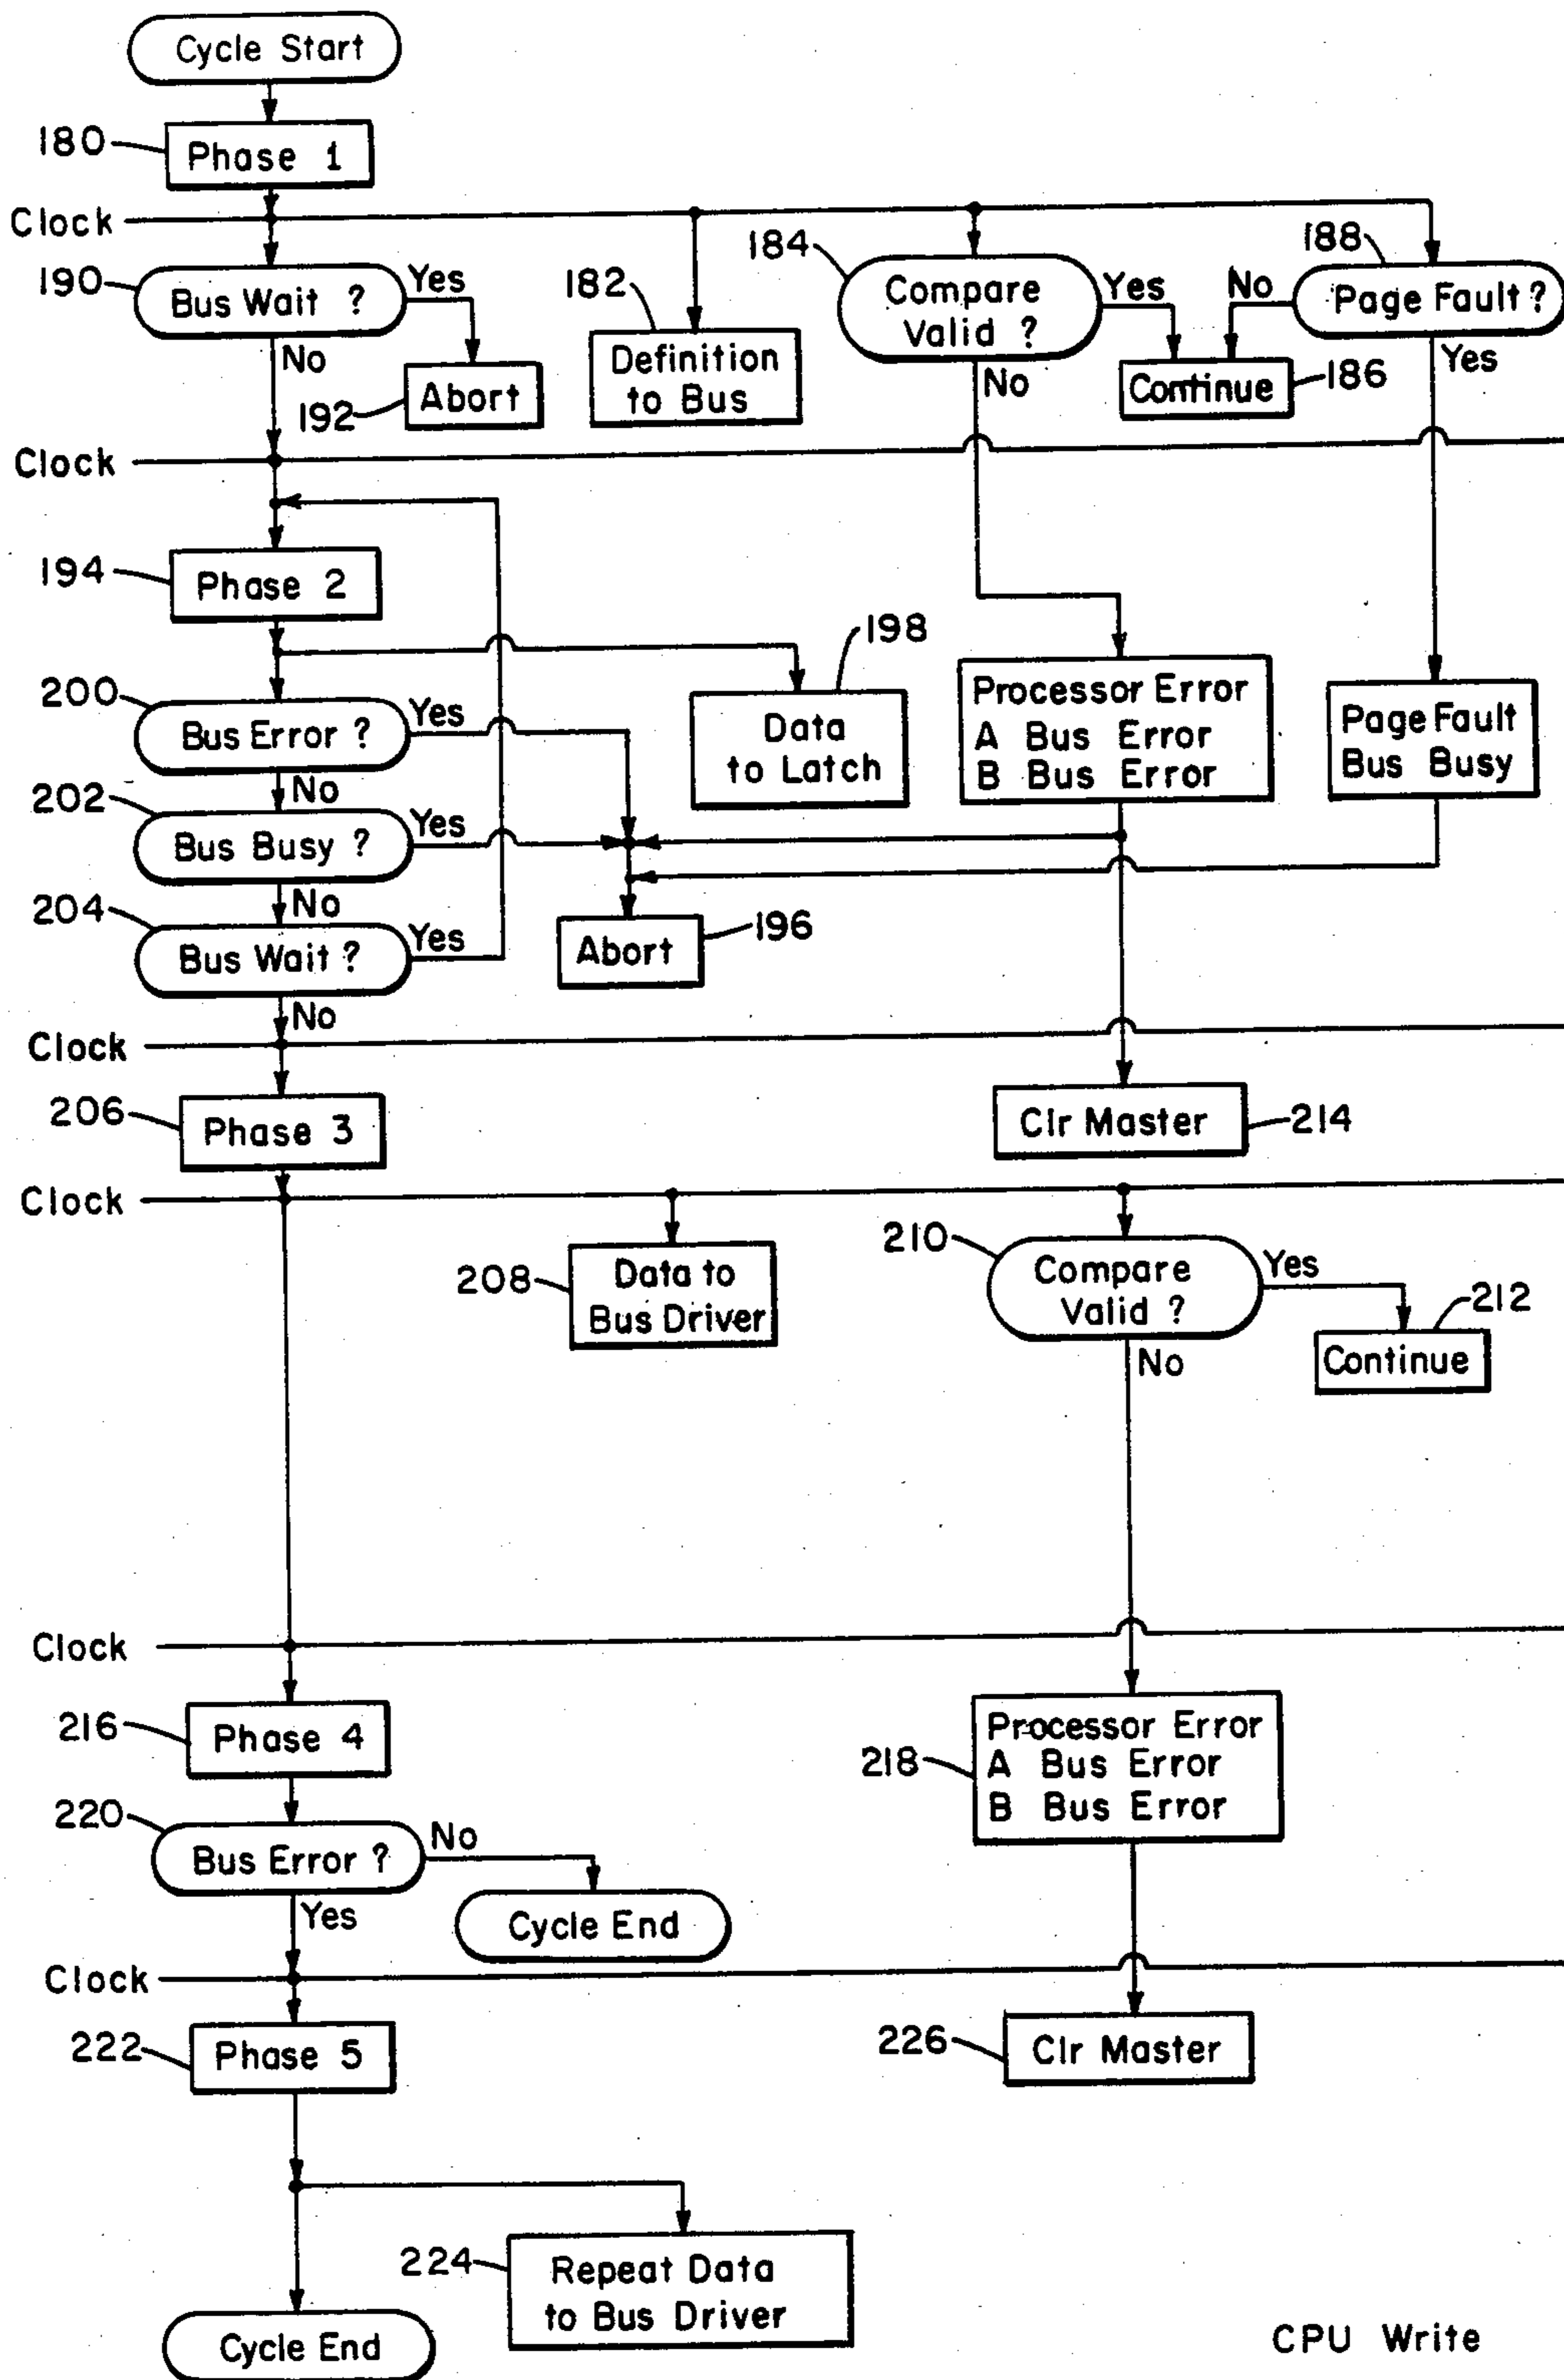 Cycle Start
180
Phase 1
Clock
190
Bus Wait ?
Yes
No
192
Abort
182
Definition
to Bus
184
Compare
Valid ?
Yes
No
188
Page Fault ?
No
Yes
Continue
186
Clock
194
Phase 2
198
Data
to Latch
200
Bus Error ?
Yes
No
Processor Error
A Bus Error
B Bus Error
Page Fault
Bus Busy
202
Bus Busy ?
Yes
No
204
Bus Wait ?
Yes
No
Abort
196
Clock
206
Phase 3
Clr Master
214
Clock
208
Data to
Bus Driver
210
Compare
Valid ?
Yes
No
212
Continue
Clock
216
Phase 4
218
Processor Error
A Bus Error
B Bus Error
220
Bus Error ?
No
Yes
Cycle End
Clock
222
Phase 5
226
Clr Master
224
Repeat Data
to Bus Driver
Cycle End
CPU Write